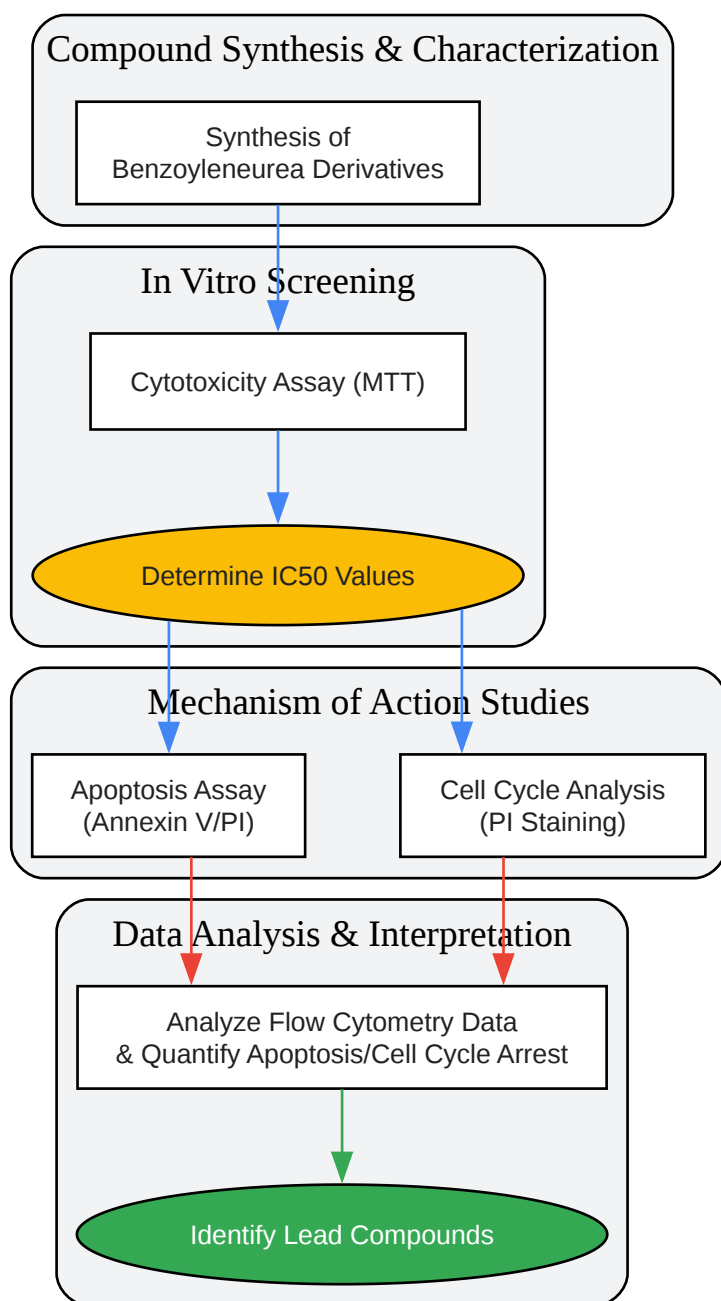 Compound Synthesis & Characterization
Synthesis of
Benzoyleneurea Derivatives
In Vitro Screening
Cytotoxicity Assay (MTT)
Determine IC50 Values
Mechanism of Action Studies
Apoptosis Assay
(Annexin V/PI)
Cell Cycle Analysis
(PI Staining)
Data Analysis & Interpretation
Analyze Flow Cytometry Data
& Quantify Apoptosis/Cell Cycle Arrest
Identify Lead Compounds